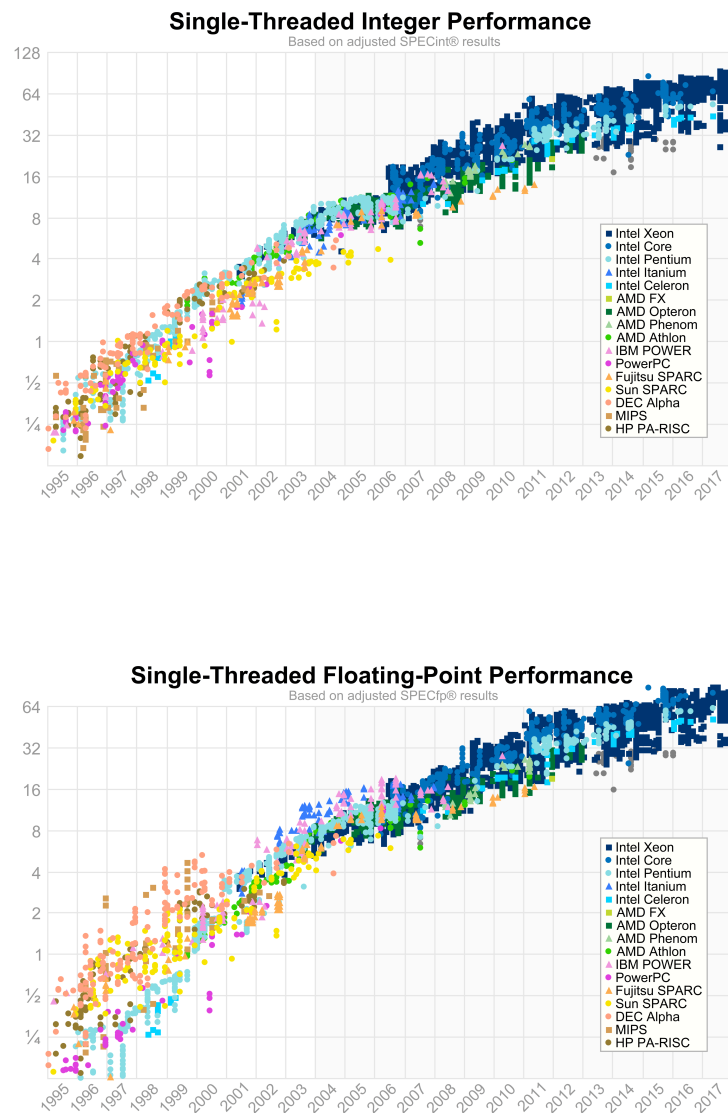 Single-Threaded Integer Performance
Based on adjusted SPECint® results
128
64
32
16
8
4
2
1
½
¼
Intel Xeon
Intel Core
Intel Pentium
Intel Itanium
Intel Celeron
AMD FX
AMD Opteron
AMD Phenom
AMD Athlon
IBM POWER
PowerPC
Fujitsu SPARC
Sun SPARC
DEC Alpha
MIPS
HP PA-RISC
1995 1996 1997 1998 1999 2000 2001 2002 2003 2004 2005 2006 2007 2008 2009 2010 2011 2012 2013 2014 2015 2016 2017
Single-Threaded Floating-Point Performance
Based on adjusted SPECfp® results
64
32
16
8
4
2
1
½
¼
Intel Xeon
Intel Core
Intel Pentium
Intel Itanium
Intel Celeron
AMD FX
AMD Opteron
AMD Phenom
AMD Athlon
IBM POWER
PowerPC
Fujitsu SPARC
Sun SPARC
DEC Alpha
MIPS
HP PA-RISC
1995 1996 1997 1998 1999 2000 2001 2002 2003 2004 2005 2006 2007 2008 2009 2010 2011 2012 2013 2014 2015 2016 2017